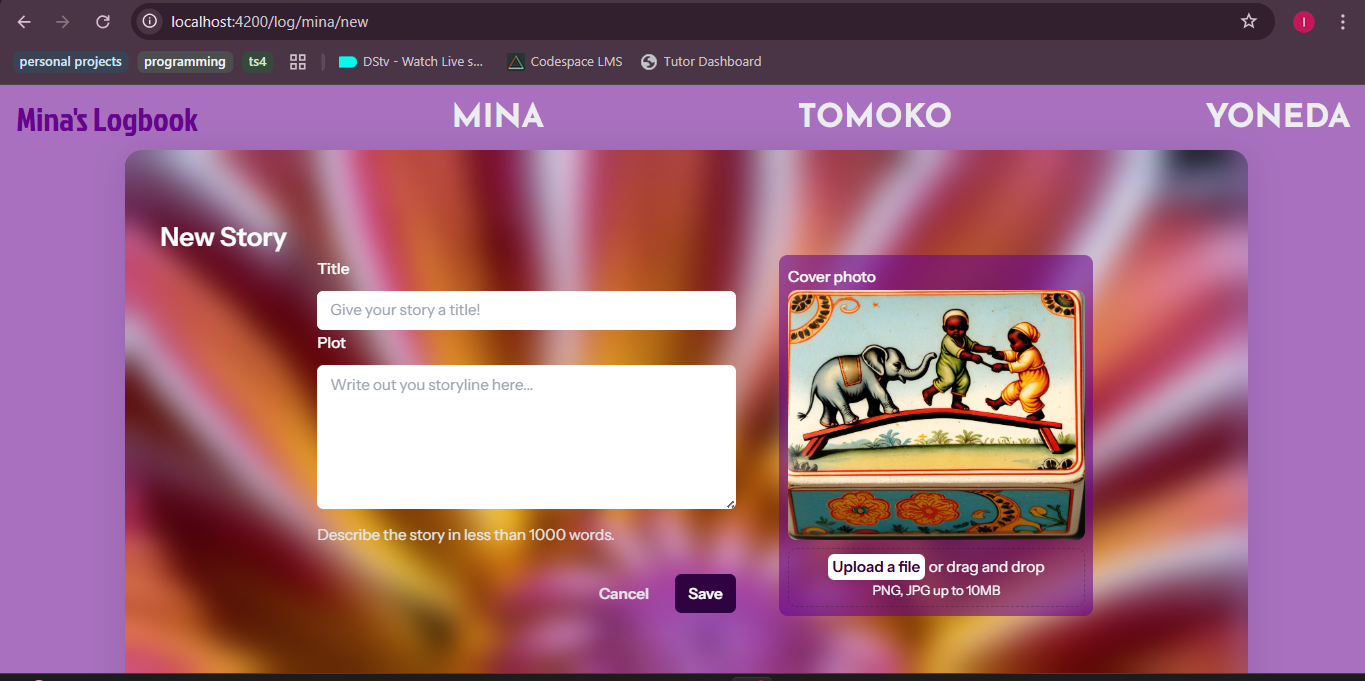 localhost:4200/log/mina/new
I
personal projects programming ts4 DStv - Watch Live s... Codespace LMS Tutor Dashboard
Mina's Logbook MINA TOMOKO YONEDA
New Story
Title
Give your story a title!
Plot
Write out you storyline here...
Describe the story in less than 1000 words.
Cancel Save
Cover photo
Upload a file or drag and drop
PNG, JPG up to 10MB